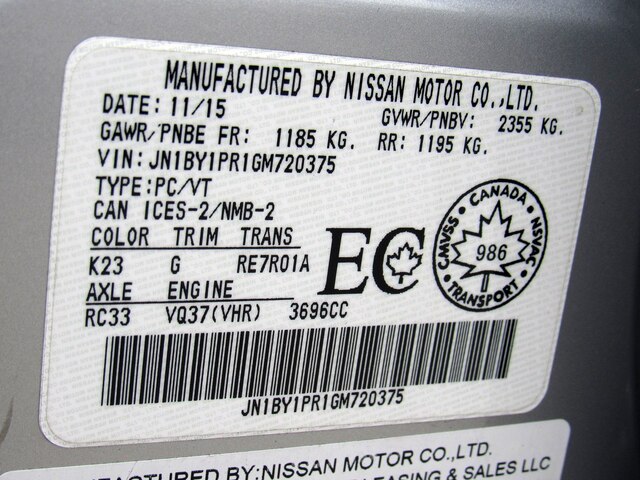 MANUFACTURED BY NISSAN MOTOR CO.,LTD.
DATE: 11/15 GVWR/PNBV: 2355 KG.
GAWR/PNBE FR: 1185 KG. RR: 1195 KG.
VIN: JN1BY1PR1GM720375
TYPE:PC/VT
CAN ICES-2/NMB-2
COLOR TRIM TRANS
K23 G RE7R01A
AXLE ENGINE
RC33 VQ37(VHR) 3696CC
EC
CANADA
CMVSS NSVAC
986
TRANSPORT
JN1BY1PR1GM720375
BY:NISSAN MOTOR CO.,LTD.
& SALES LLC